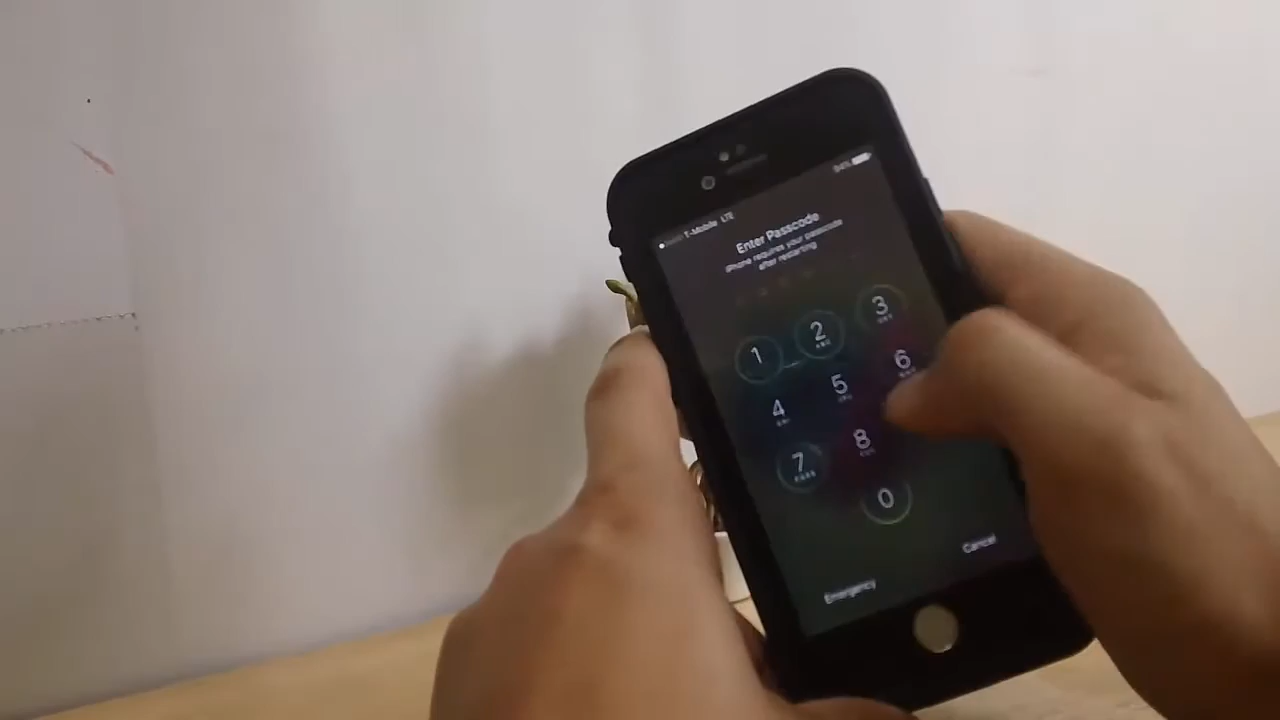 T-Mobile LTE
94%
Enter Passcode
iPhone requires your passcode
after restarting
1 2 3
4 5 6
7 8
0
Emergency Cancel